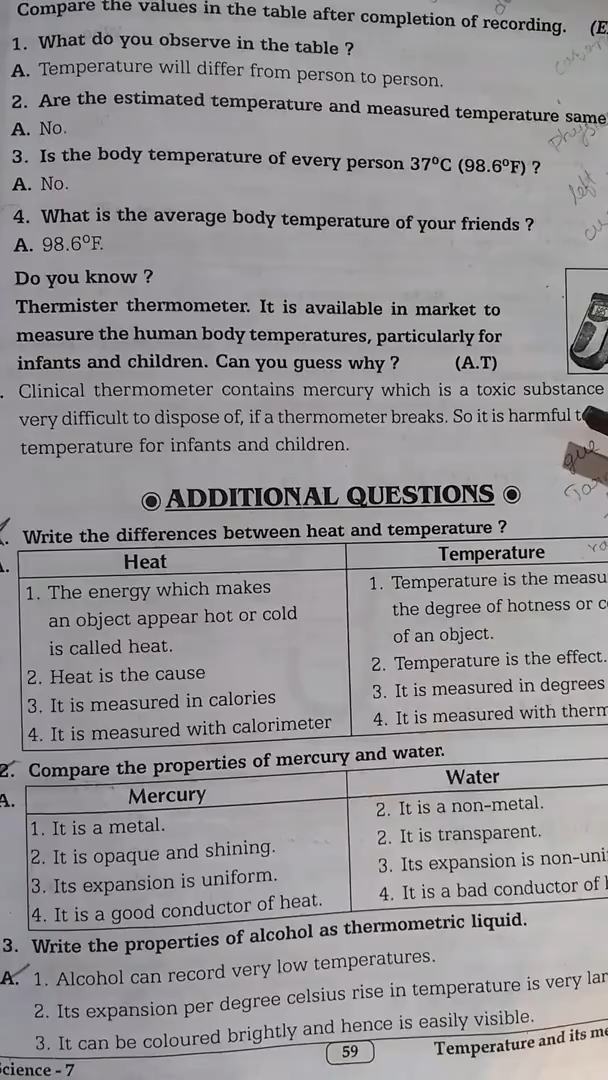 Compare the values in the table after completion of recording. (E
1. What do you observe in the table ?
A. Temperature will differ from person to person.
2. Are the estimated temperature and measured temperature same
A. No.
3. Is the body temperature of every person 37°C (98.6°F) ?
A. No.
4. What is the average body temperature of your friends ?
A. 98.6°F.
Do you know ?
Thermister thermometer. It is available in market to
measure the human body temperatures, particularly for
infants and children. Can you guess why ? (A.T)
. Clinical thermometer contains mercury which is a toxic substance
very difficult to dispose of, if a thermometer breaks. So it is harmful t
temperature for infants and children.
ADDITIONAL QUESTIONS
. Write the differences between heat and temperature ?
Heat
1. The energy which makes
an object appear hot or cold
is called heat.
2. Heat is the cause
3. It is measured in calories
4. It is measured with calorimeter
Temperature
1. Temperature is the measu
the degree of hotness or c
of an object.
2. Temperature is the effect.
3. It is measured in degrees
4. It is measured with therm
2. Compare the properties of mercury and water.
A.
Mercury
1. It is a metal.
2. It is opaque and shining.
3. Its expansion is uniform.
4. It is a good conductor of heat.
Water
2. It is a non-metal.
2. It is transparent.
3. Its expansion is non-uni
4. It is a bad conductor of
3. Write the properties of alcohol as thermometric liquid.
A. 1. Alcohol can record very low temperatures.
2. Its expansion per degree celsius rise in temperature is very lar
3. It can be coloured brightly and hence is easily visible.
cience - 7
59
Temperature and its me